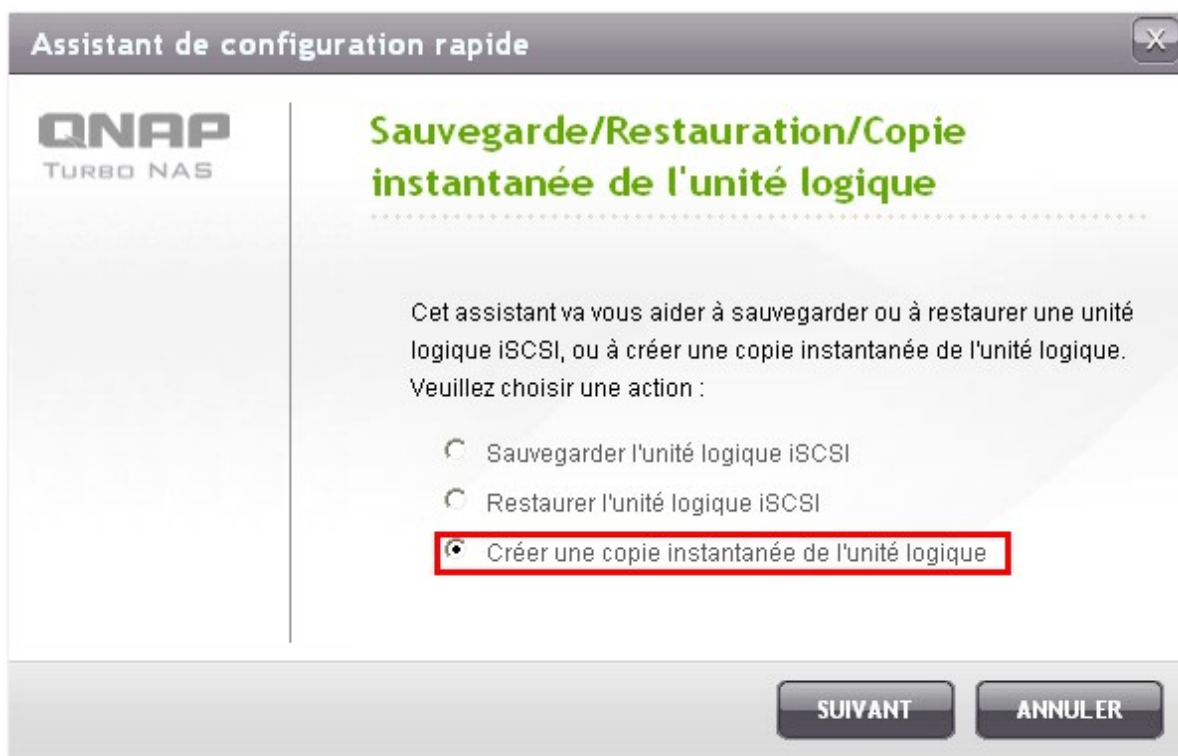 Assistant de configuration rapide
X
QNAP
TURBO NAS
Sauvegarde/Restauration/Copie
instantanée de l'unité logique
Cet assistant va vous aider à sauvegarder ou à restaurer une unité
logique iSCSI, ou à créer une copie instantanée de l'unité logique.
Veuillez choisir une action :
Sauvegarder l'unité logique iSCSI
Restaurer l'unité logique iSCSI
Créer une copie instantanée de l'unité logique
SUIVANT
ANNULER